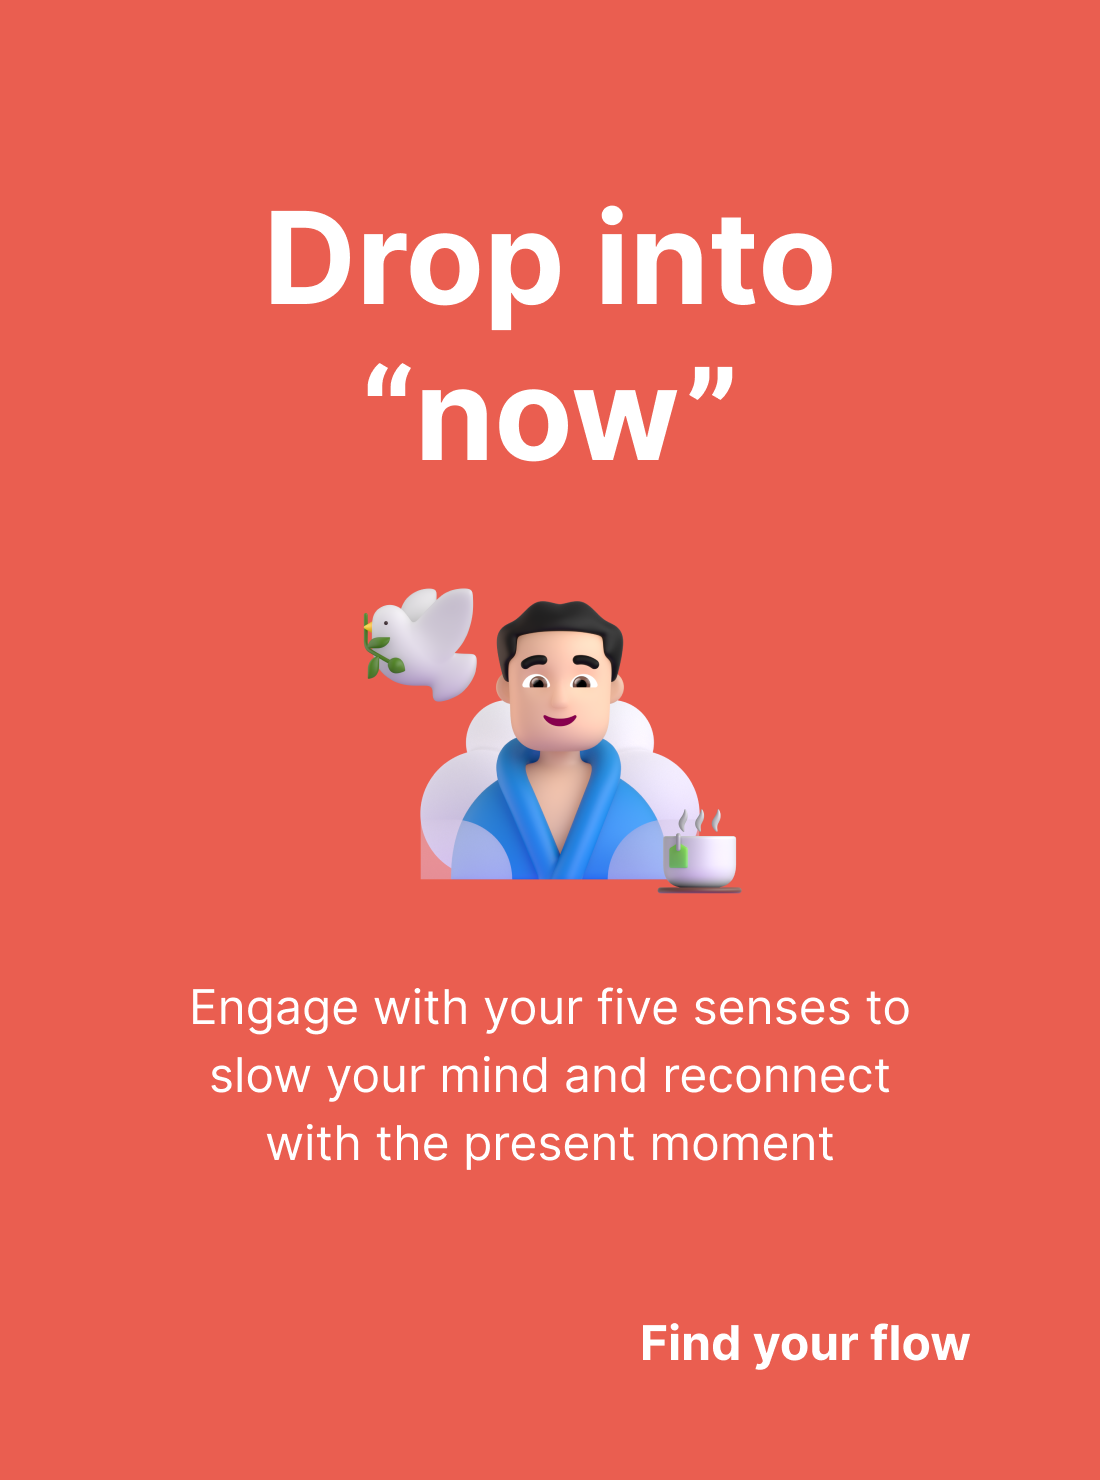 Drop into
“now”
Engage with your five senses to
slow your mind and reconnect
with the present moment
Find your flow